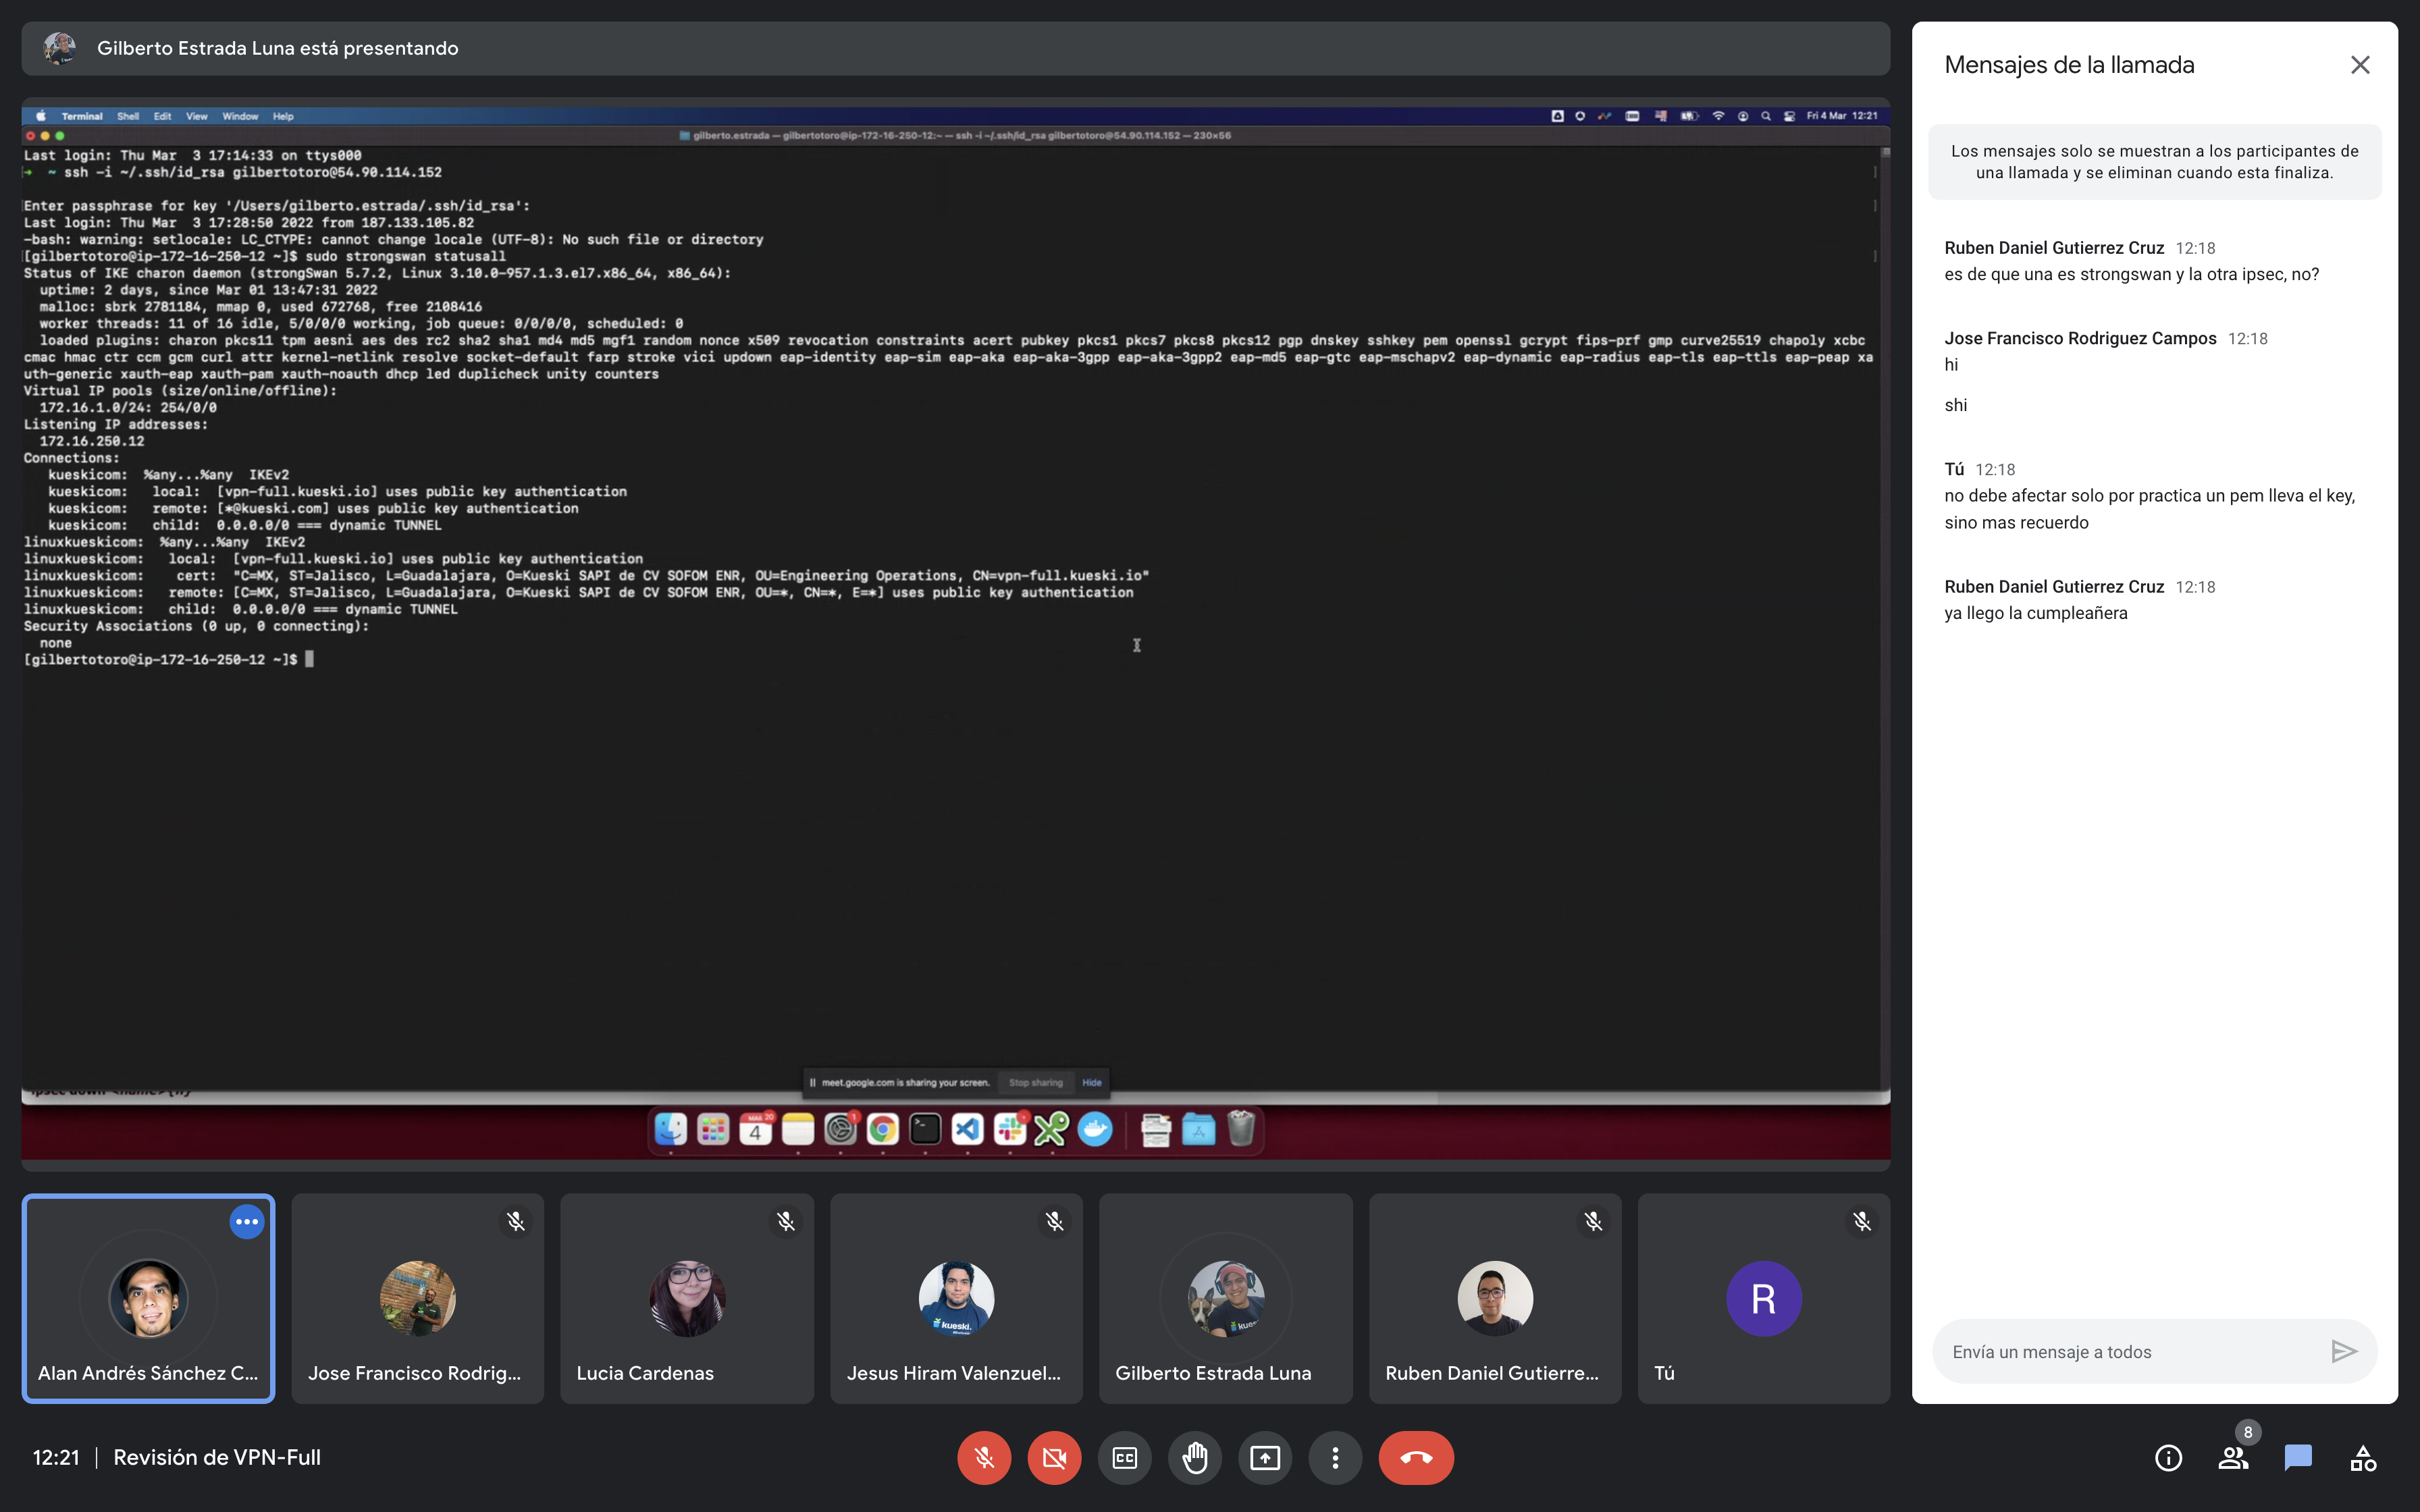 Gilberto Estrada Luna está presentando
Terminal Shell Edit View Window Help
Fri 4 Mar 12:21
gilberto.estrada — gilbertotoro@ip-172-16-250-12:~ — ssh -i ~/.ssh/id_rsa gilbertotoro@54.90.114.152 — 230×56
Last login: Thu Mar  3 17:14:33 on ttys000
→  ~ ssh -i ~/.ssh/id_rsa gilbertotoro@54.90.114.152
Enter passphrase for key '/Users/gilberto.estrada/.ssh/id_rsa':
Last login: Thu Mar  3 17:28:50 2022 from 187.133.105.82
-bash: warning: setlocale: LC_CTYPE: cannot change locale (UTF-8): No such file or directory
[gilbertotoro@ip-172-16-250-12 ~]$ sudo strongswan statusall
Status of IKE charon daemon (strongSwan 5.7.2, Linux 3.10.0-957.1.3.el7.x86_64, x86_64):
  uptime: 2 days, since Mar 01 13:47:31 2022
  malloc: sbrk 2781184, mmap 0, used 672768, free 2108416
  worker threads: 11 of 16 idle, 5/0/0/0 working, job queue: 0/0/0/0, scheduled: 0
  loaded plugins: charon pkcs11 tpm aesni aes des rc2 sha2 sha1 md4 md5 mgf1 random nonce x509 revocation constraints acert pubkey pkcs1 pkcs7 pkcs8 pkcs12 pgp dnskey sshkey pem openssl gcrypt fips-prf gmp curve25519 chapoly xcbc
cmac hmac ctr ccm gcm curl attr kernel-netlink resolve socket-default farp stroke vici updown eap-identity eap-sim eap-aka eap-aka-3gpp eap-aka-3gpp2 eap-md5 eap-gtc eap-mschapv2 eap-dynamic eap-radius eap-tls eap-ttls eap-peap xa
uth-generic xauth-eap xauth-pam xauth-noauth dhcp led duplicheck unity counters
Virtual IP pools (size/online/offline):
  172.16.1.0/24: 254/0/0
Listening IP addresses:
  172.16.250.12
Connections:
   kueskicom:  %any...%any  IKEv2
   kueskicom:   local:  [vpn-full.kueski.io] uses public key authentication
   kueskicom:   remote: [*@kueski.com] uses public key authentication
   kueskicom:   child:  0.0.0.0/0 === dynamic TUNNEL
linuxkueskicom:  %any...%any  IKEv2
linuxkueskicom:   local:  [vpn-full.kueski.io] uses public key authentication
linuxkueskicom:    cert:  "C=MX, ST=Jalisco, L=Guadalajara, O=Kueski SAPI de CV SOFOM ENR, OU=Engineering Operations, CN=vpn-full.kueski.io"
linuxkueskicom:   remote: [C=MX, ST=Jalisco, L=Guadalajara, O=Kueski SAPI de CV SOFOM ENR, OU=*, CN=*, E=*] uses public key authentication
linuxkueskicom:   child:  0.0.0.0/0 === dynamic TUNNEL
Security Associations (0 up, 0 connecting):
  none
[gilbertotoro@ip-172-16-250-12 ~]$
meet.google.com is sharing your screen. Stop sharing Hide
MAR 20
4
1
kueski.
Alan Andrés Sánchez C...
Jose Francisco Rodrig...
Lucia Cardenas
Jesus Hiram Valenzuel...
Gilberto Estrada Luna
Ruben Daniel Gutierre...
R
Tú
12:21 | Revisión de VPN-Full
CC
8
Mensajes de la llamada
Los mensajes solo se muestran a los participantes de
una llamada y se eliminan cuando esta finaliza.
Ruben Daniel Gutierrez Cruz 12:18
es de que una es strongswan y la otra ipsec, no?
Jose Francisco Rodriguez Campos 12:18
hi
shi
Tú 12:18
no debe afectar solo por practica un pem lleva el key,
sino mas recuerdo
Ruben Daniel Gutierrez Cruz 12:18
ya llego la cumpleañera
Envía un mensaje a todos